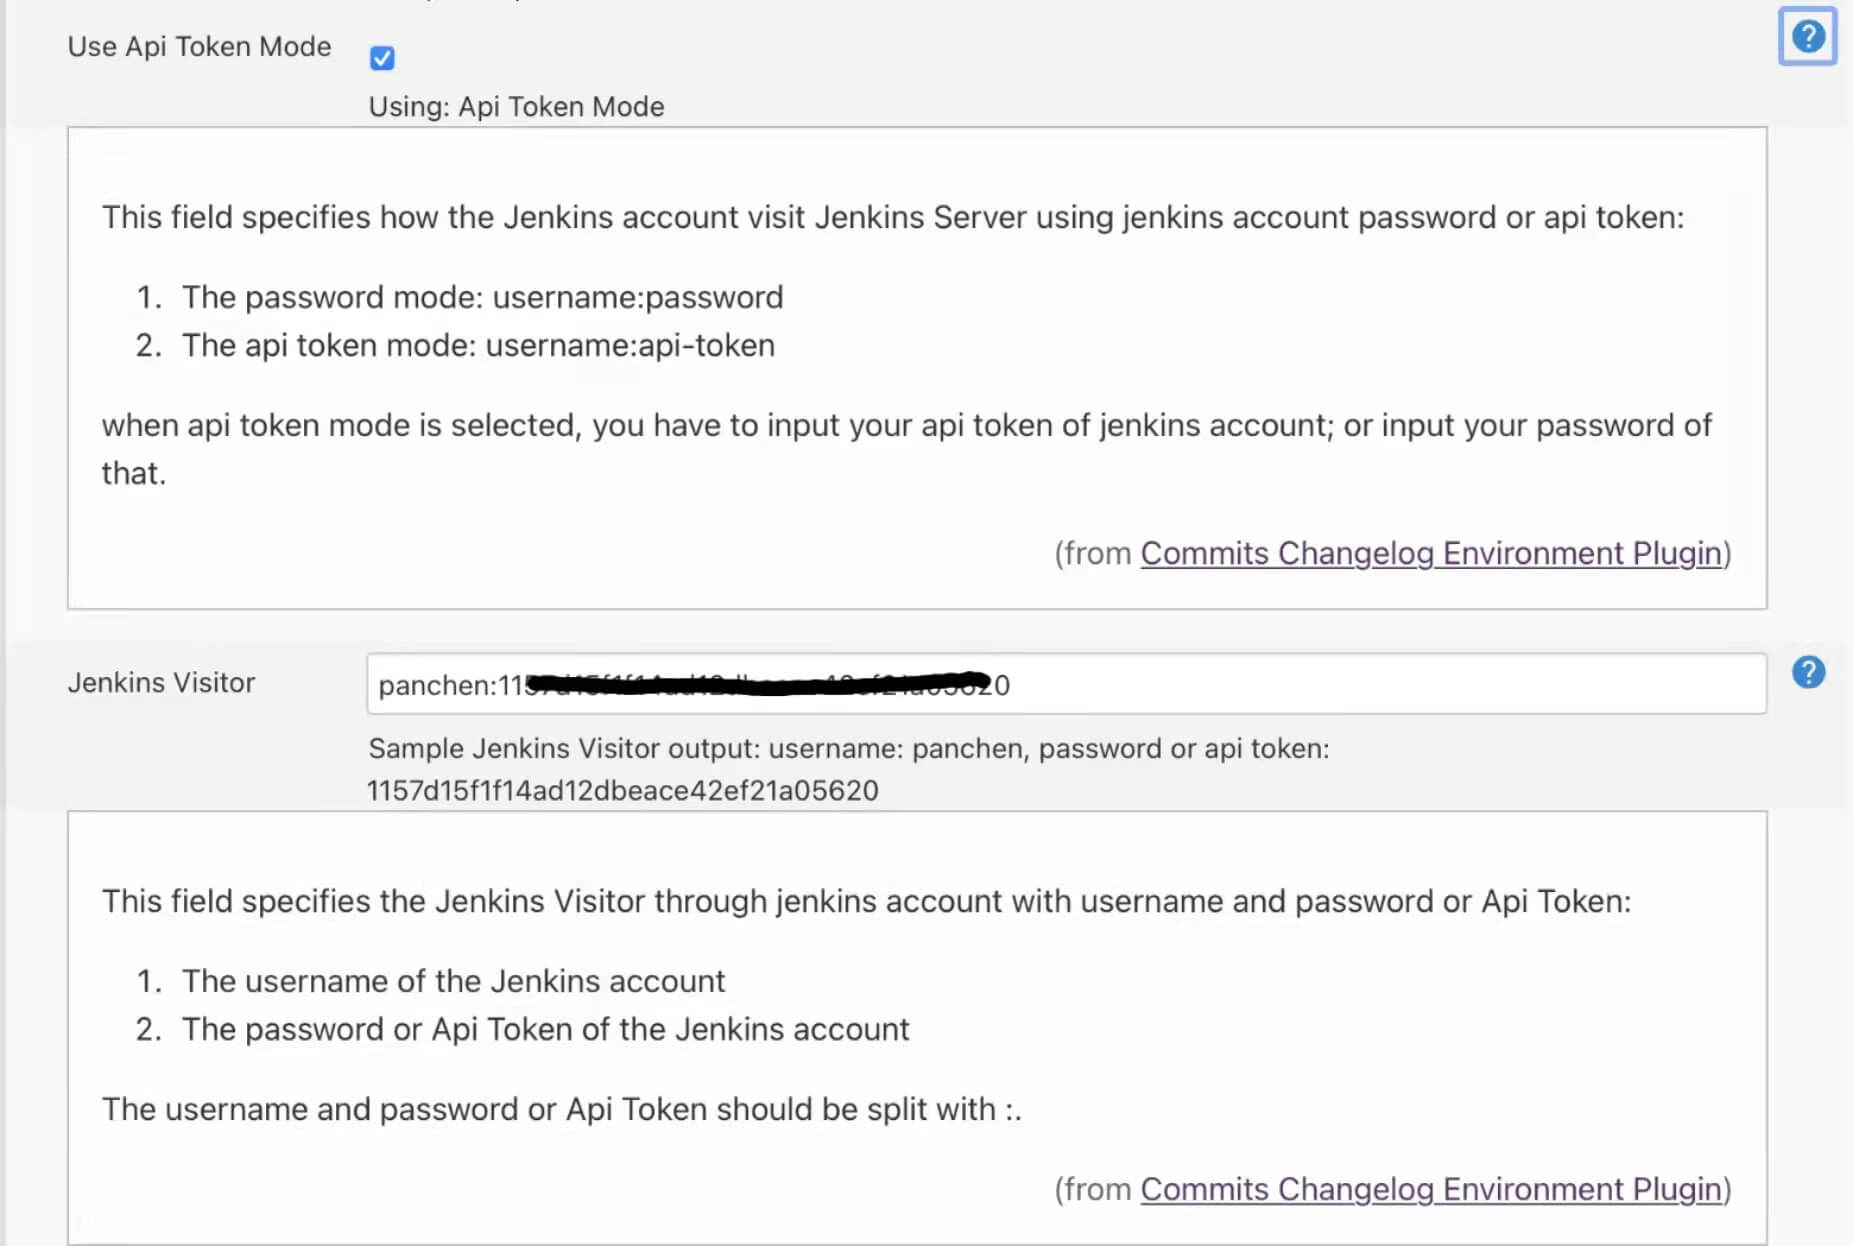 Use Api Token Mode
Using: Api Token Mode
This field specifies how the Jenkins account visit Jenkins Server using jenkins account password or api token:
1. The password mode: username:password
2. The api token mode: username:api-token
when api token mode is selected, you have to input your api token of jenkins account; or input your password of
that.
(from Commits Changelog Environment Plugin)
Jenkins Visitor
panchen:
Sample Jenkins Visitor output: username: panchen, password or api token:
1157d15f1f14ad12dbeace42ef21a05620
This field specifies the Jenkins Visitor through jenkins account with username and password or Api Token:
1. The username of the Jenkins account
2. The password or Api Token of the Jenkins account
The username and password or Api Token should be split with :.
(from Commits Changelog Environment Plugin)